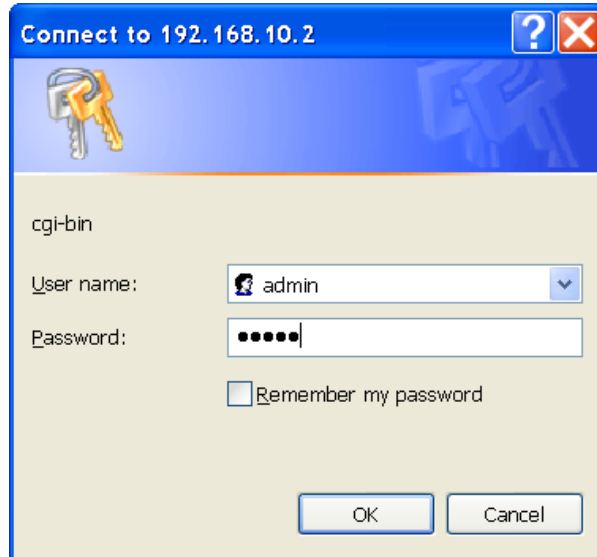 Connect to 192.168.10.2
cgi-bin
User name: admin
Password: •••••
Remember my password
OK Cancel